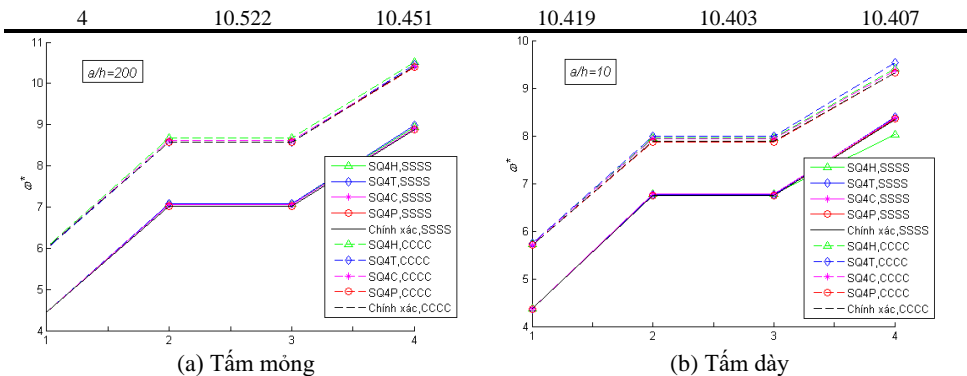 4 10.522 10.451 10.419 10.403 10.407
11
10
9
8
7
6
5
4
ϖ*
a/h=200
SQ4H,SSSS
SQ4T,SSSS
SQ4C,SSSS
SQ4P,SSSS
Chính xác,SSSS
SQ4H,CCCC
SQ4T,CCCC
SQ4C,CCCC
SQ4P,CCCC
Chính xác,CCCC
1 2 3 4
(a) Tấm mỏng
10
9
8
7
6
5
4
ϖ*
a/h=10
SQ4H,SSSS
SQ4T,SSSS
SQ4C,SSSS
SQ4P,SSSS
Chính xác,SSSS
SQ4H,CCCC
SQ4T,CCCC
SQ4C,CCCC
SQ4P,CCCC
Chính xác,CCCC
1 2 3 4
(b) Tấm dày